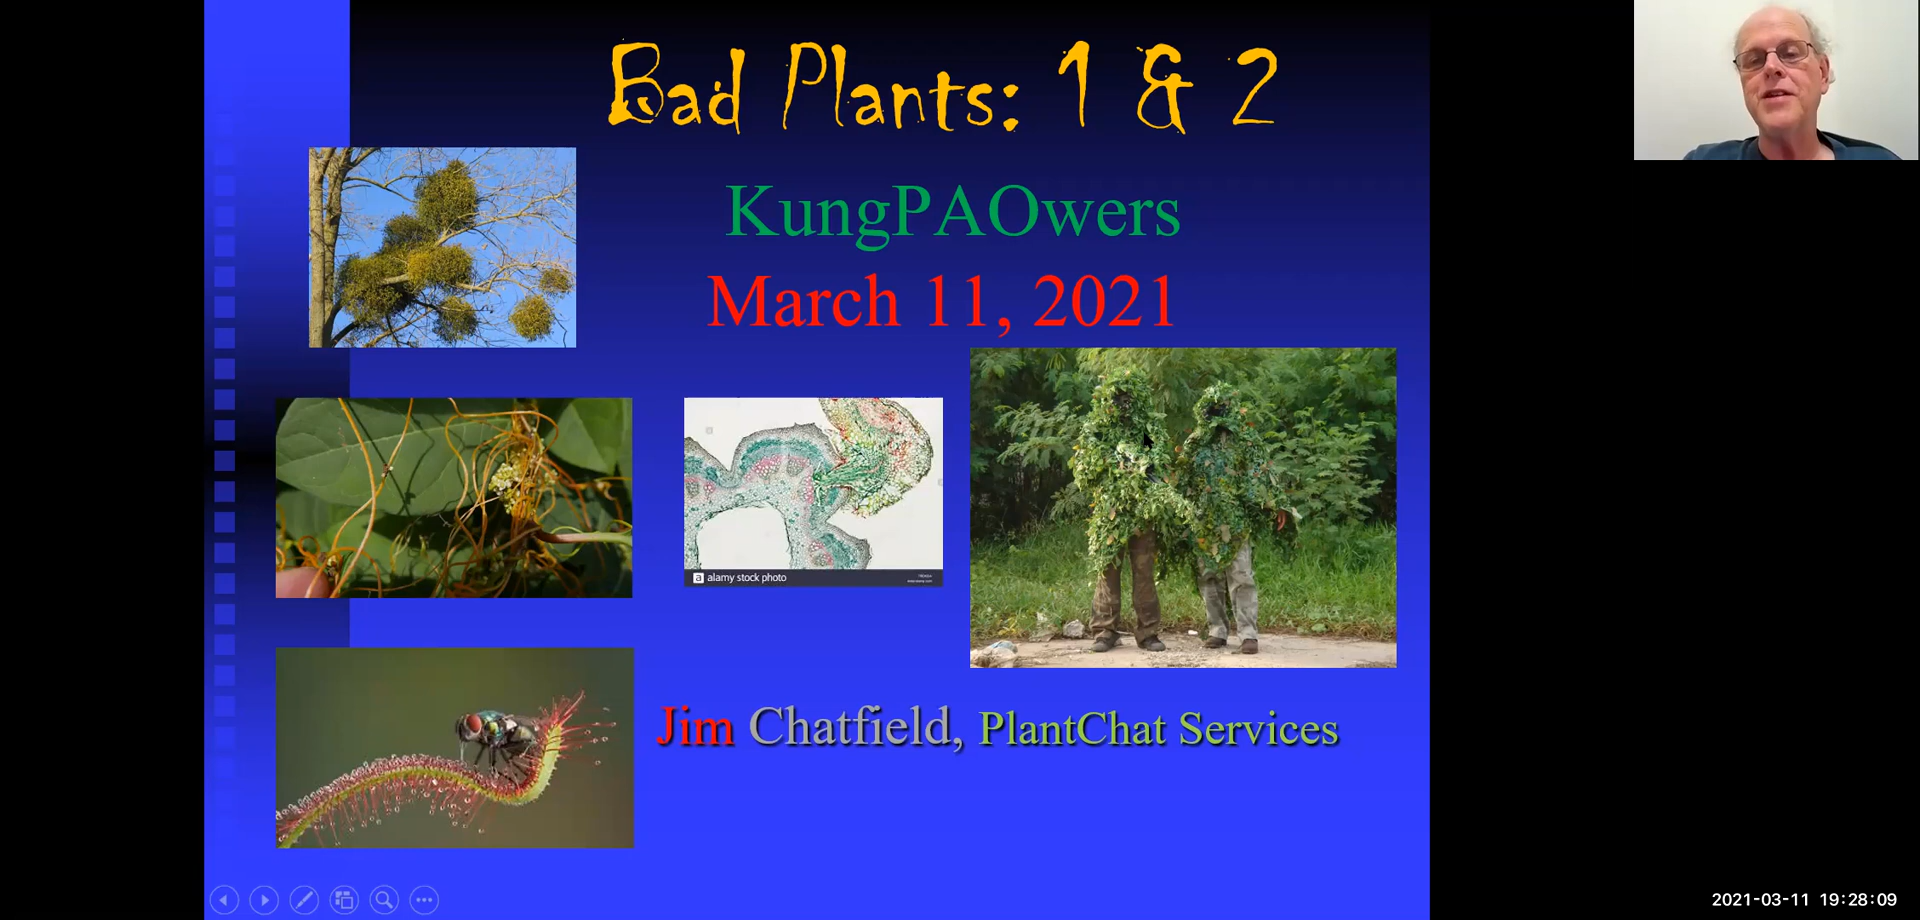 Bad Plants: 1 & 2
KungPAOwers
March 11, 2021
a alamy stock photo
Jim Chatfield, PlantChat Services
2021-03-11 19:28:09